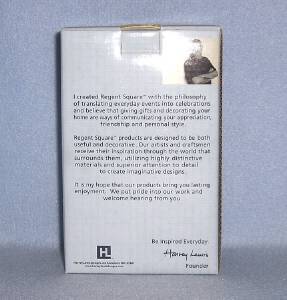 I created Regent Square™ with the philosophy
of translating everyday events into celebrations
and believe that giving gifts and decorating your
home are ways of communicating your appreciation,
friendship and personal style.
Regent Square™ products are designed to be both
useful and decorative. Our artists and craftsmen
receive their inspiration through the world that
surrounds them, utilizing highly distinctive
materials and superior attention to detail
to create imaginative designs.
It is my hope that our products bring you lasting
enjoyment. We put pride into our work and
welcome hearing from you.
Be Inspired Everyday
Harvey Lewis
Founder
HL